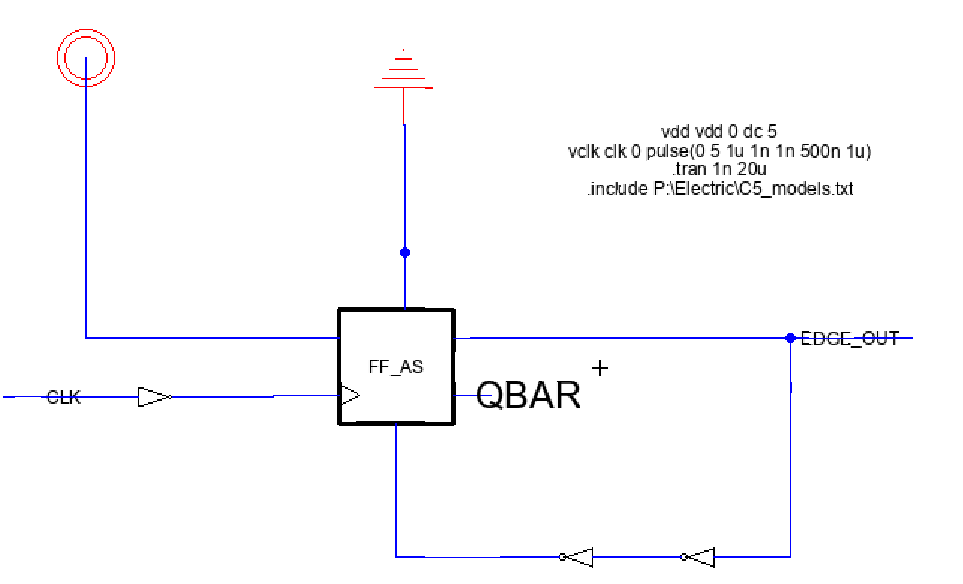 vdd vdd 0 dc 5
vclk clk 0 pulse(0 5 1u 1n 1n 500n 1u)
.tran 1n 20u
.include P:\Electric\C5_models.txt
EDGE_OUT
FF_AS
CLK
QBAR